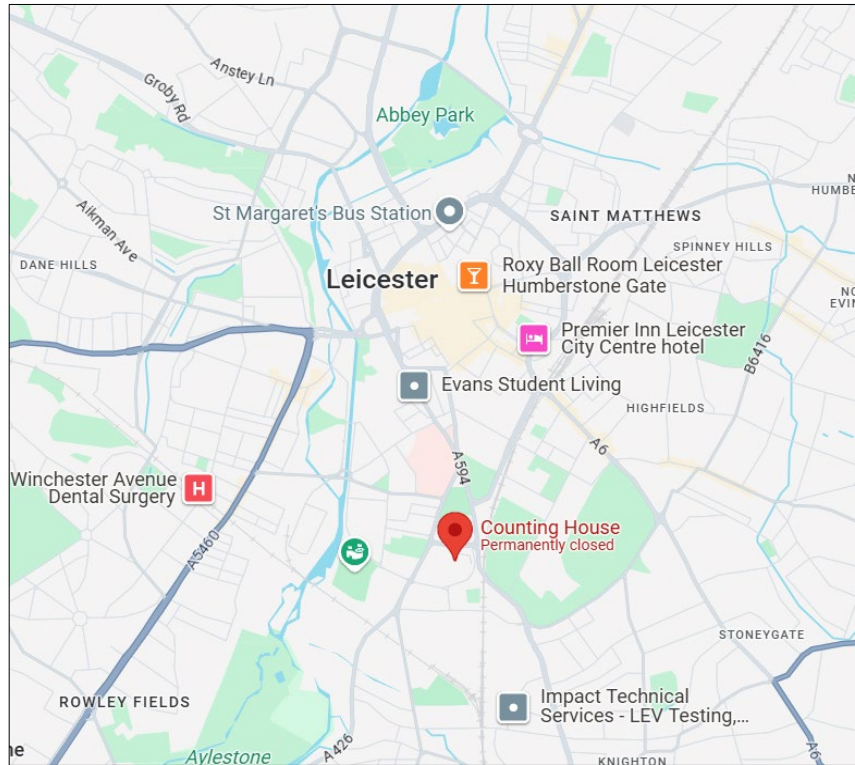 Anstey Ln
Groby Rd
Abbey Park
Aikman Ave
St Margaret's Bus Station
SAINT MATTHEWS
N
HUMBER
SPINNEY HILLS
DANE HILLS
Leicester
Roxy Ball Room Leicester
Humberstone Gate
NO
EVIN
Premier Inn Leicester
City Centre hotel
B6416
Evans Student Living
HIGHFIELDS
A6
A594
Winchester Avenue
Dental Surgery
H
Counting House
Permanently closed
A5460
STONEYGATE
ROWLEY FIELDS
Impact Technical
Services - LEV Testing,...
A426
ne
Aylestone
KNIGHTON
A6